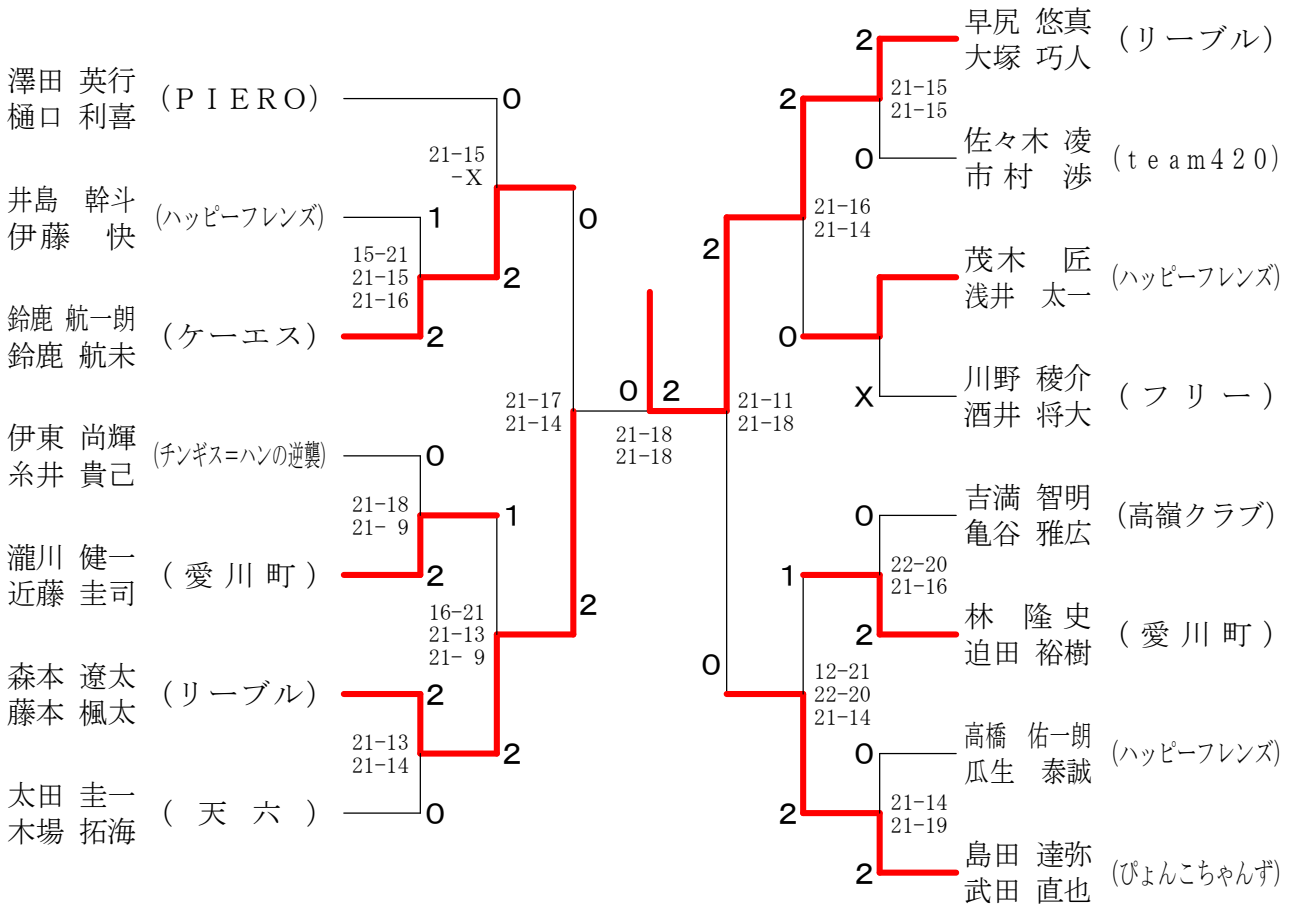 澤田 英行
樋口 利喜
(PIERO)
0
21-15
-X
井島 幹斗
伊藤 快
(ハッピーフレンズ)
1
15-21
21-15
21-16
2
鈴鹿 航一朗
鈴鹿 航未
(ケーエス)
2
0
伊東 尚輝
糸井 貴己
(チンギス=ハンの逆襲)
0
21-18
21- 9
1
瀧川 健一
近藤 圭司
(愛川町)
2
16-21
21-13
21- 9
2
森本 遼太
藤本 楓太
(リーブル)
2
21-13
21-14
2
太田 圭一
木場 拓海
(天六)
0
21-17
21-14
0
2
21-18
21-18
2
早尻 悠真
大塚 巧人
(リーブル)
2
21-15
21-15
0
佐々木 凌
市村 渉
(team420)
21-16
21-14
2
茂木 匠
浅井 太一
(ハッピーフレンズ)
0
X
川野 稜介
酒井 将大
(フリー)
21-11
21-18
0
吉満 智明
亀谷 雅広
(高嶺クラブ)
1
22-20
21-16
2
林 隆史
迫田 裕樹
(愛川町)
0
12-21
22-20
21-14
0
高橋 佑一朗
瓜生 泰誠
(ハッピーフレンズ)
2
21-14
21-19
2
島田 達弥
武田 直也
(ぴょんこちゃんず)